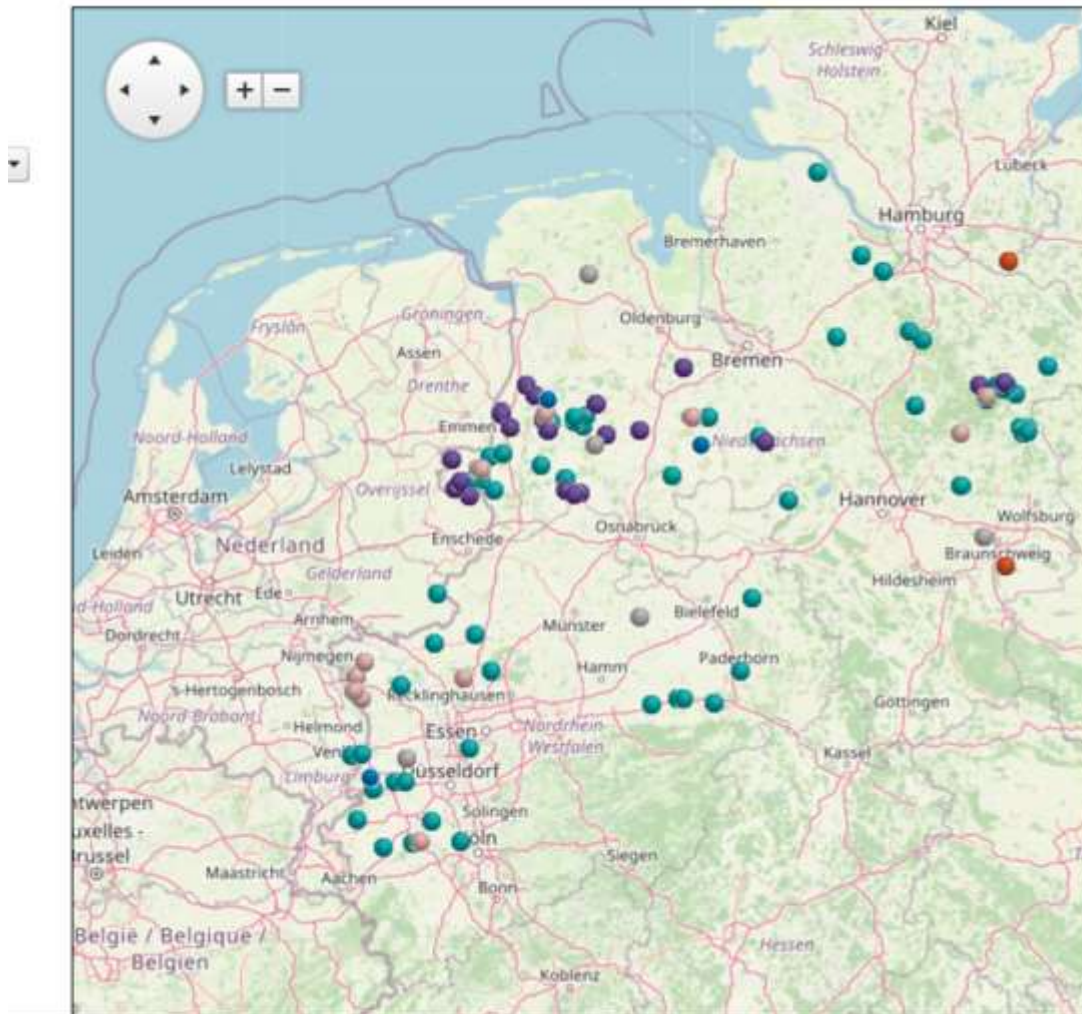 Kiel
Schleswig
Holstein
Lübeck
Hamburg
Bremerhaven
Groningen
Fryslân
Oldenburg
Assen
Bremen
Drenthe
Emmen
Noord-Holland
Lelystad
Overijssel
Amsterdam
Hannover
Wolfsburg
Osnabrück
Enschede
Leiden
Nederland
Braunschweig
Gelderland
Hildesheim
Utrecht
Ede
Arnhem
Münster
Bielefeld
Dordrecht
Nijmegen
Paderborn
Hamm
's-Hertogenbosch
Recklinghausen
Noord-Brabant
Göttingen
Helmond
Essen
Nordrhein
Westfalen
Kassel
Limburg
Düsseldorf
Solingen
Maastricht
Aachen
Siegen
Bonn
België / Belgique /
Belgien
Hessen
Koblenz